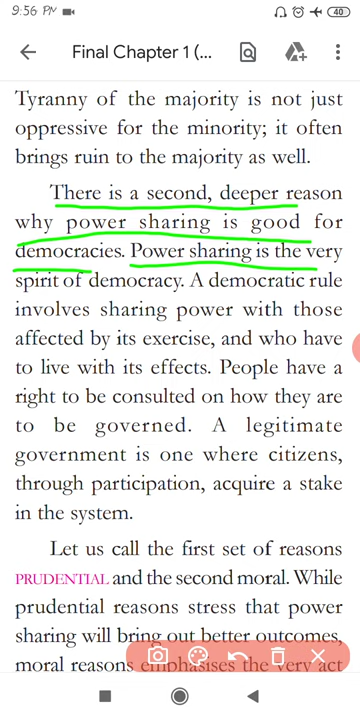 9:56 PM
40
Final Chapter 1 (...
Tyranny of the majority is not just
oppressive for the minority; it often
brings ruin to the majority as well.
There is a second, deeper reason
why power sharing is good for
democracies. Power sharing is the very
spirit of democracy. A democratic rule
involves sharing power with those
affected by its exercise, and who have
to live with its effects. People have a
right to be consulted on how they are
to be governed. A legitimate
government is one where citizens,
through participation, acquire a stake
in the system.
Let us call the first set of reasons
PRUDENTIAL and the second moral. While
prudential reasons stress that power
sharing will bring out better outcomes,
moral reasons emphasises the very act